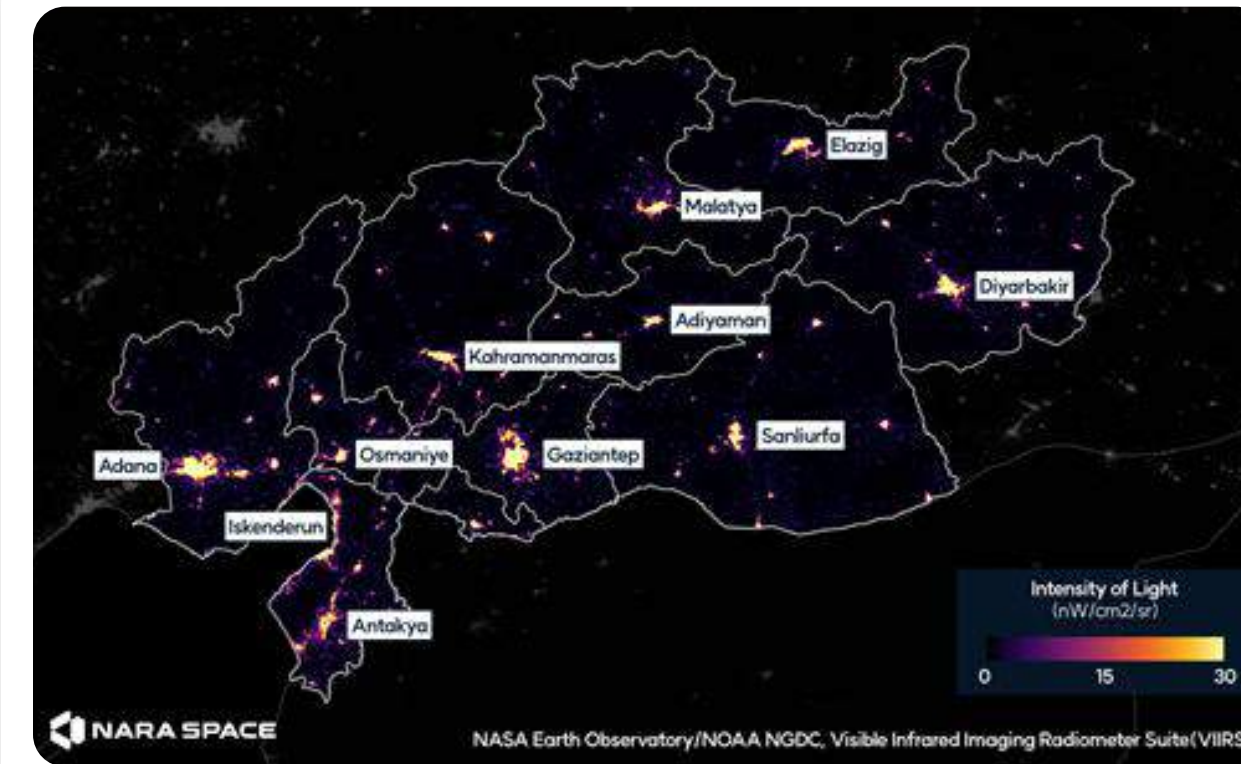 Elazig
Malatya
Diyarbakir
Adiyaman
Kahramanmaras
Sanliurfa
Adana
Osmaniye
Gaziantep
Iskenderun
Antakya
Intensity of Light
(nW/cm2/sr)
0 15 30
NARA SPACE
NASA Earth Observatory/NOAA NGDC, Visible Infrared Imaging Radiometer Suite(VIIRS